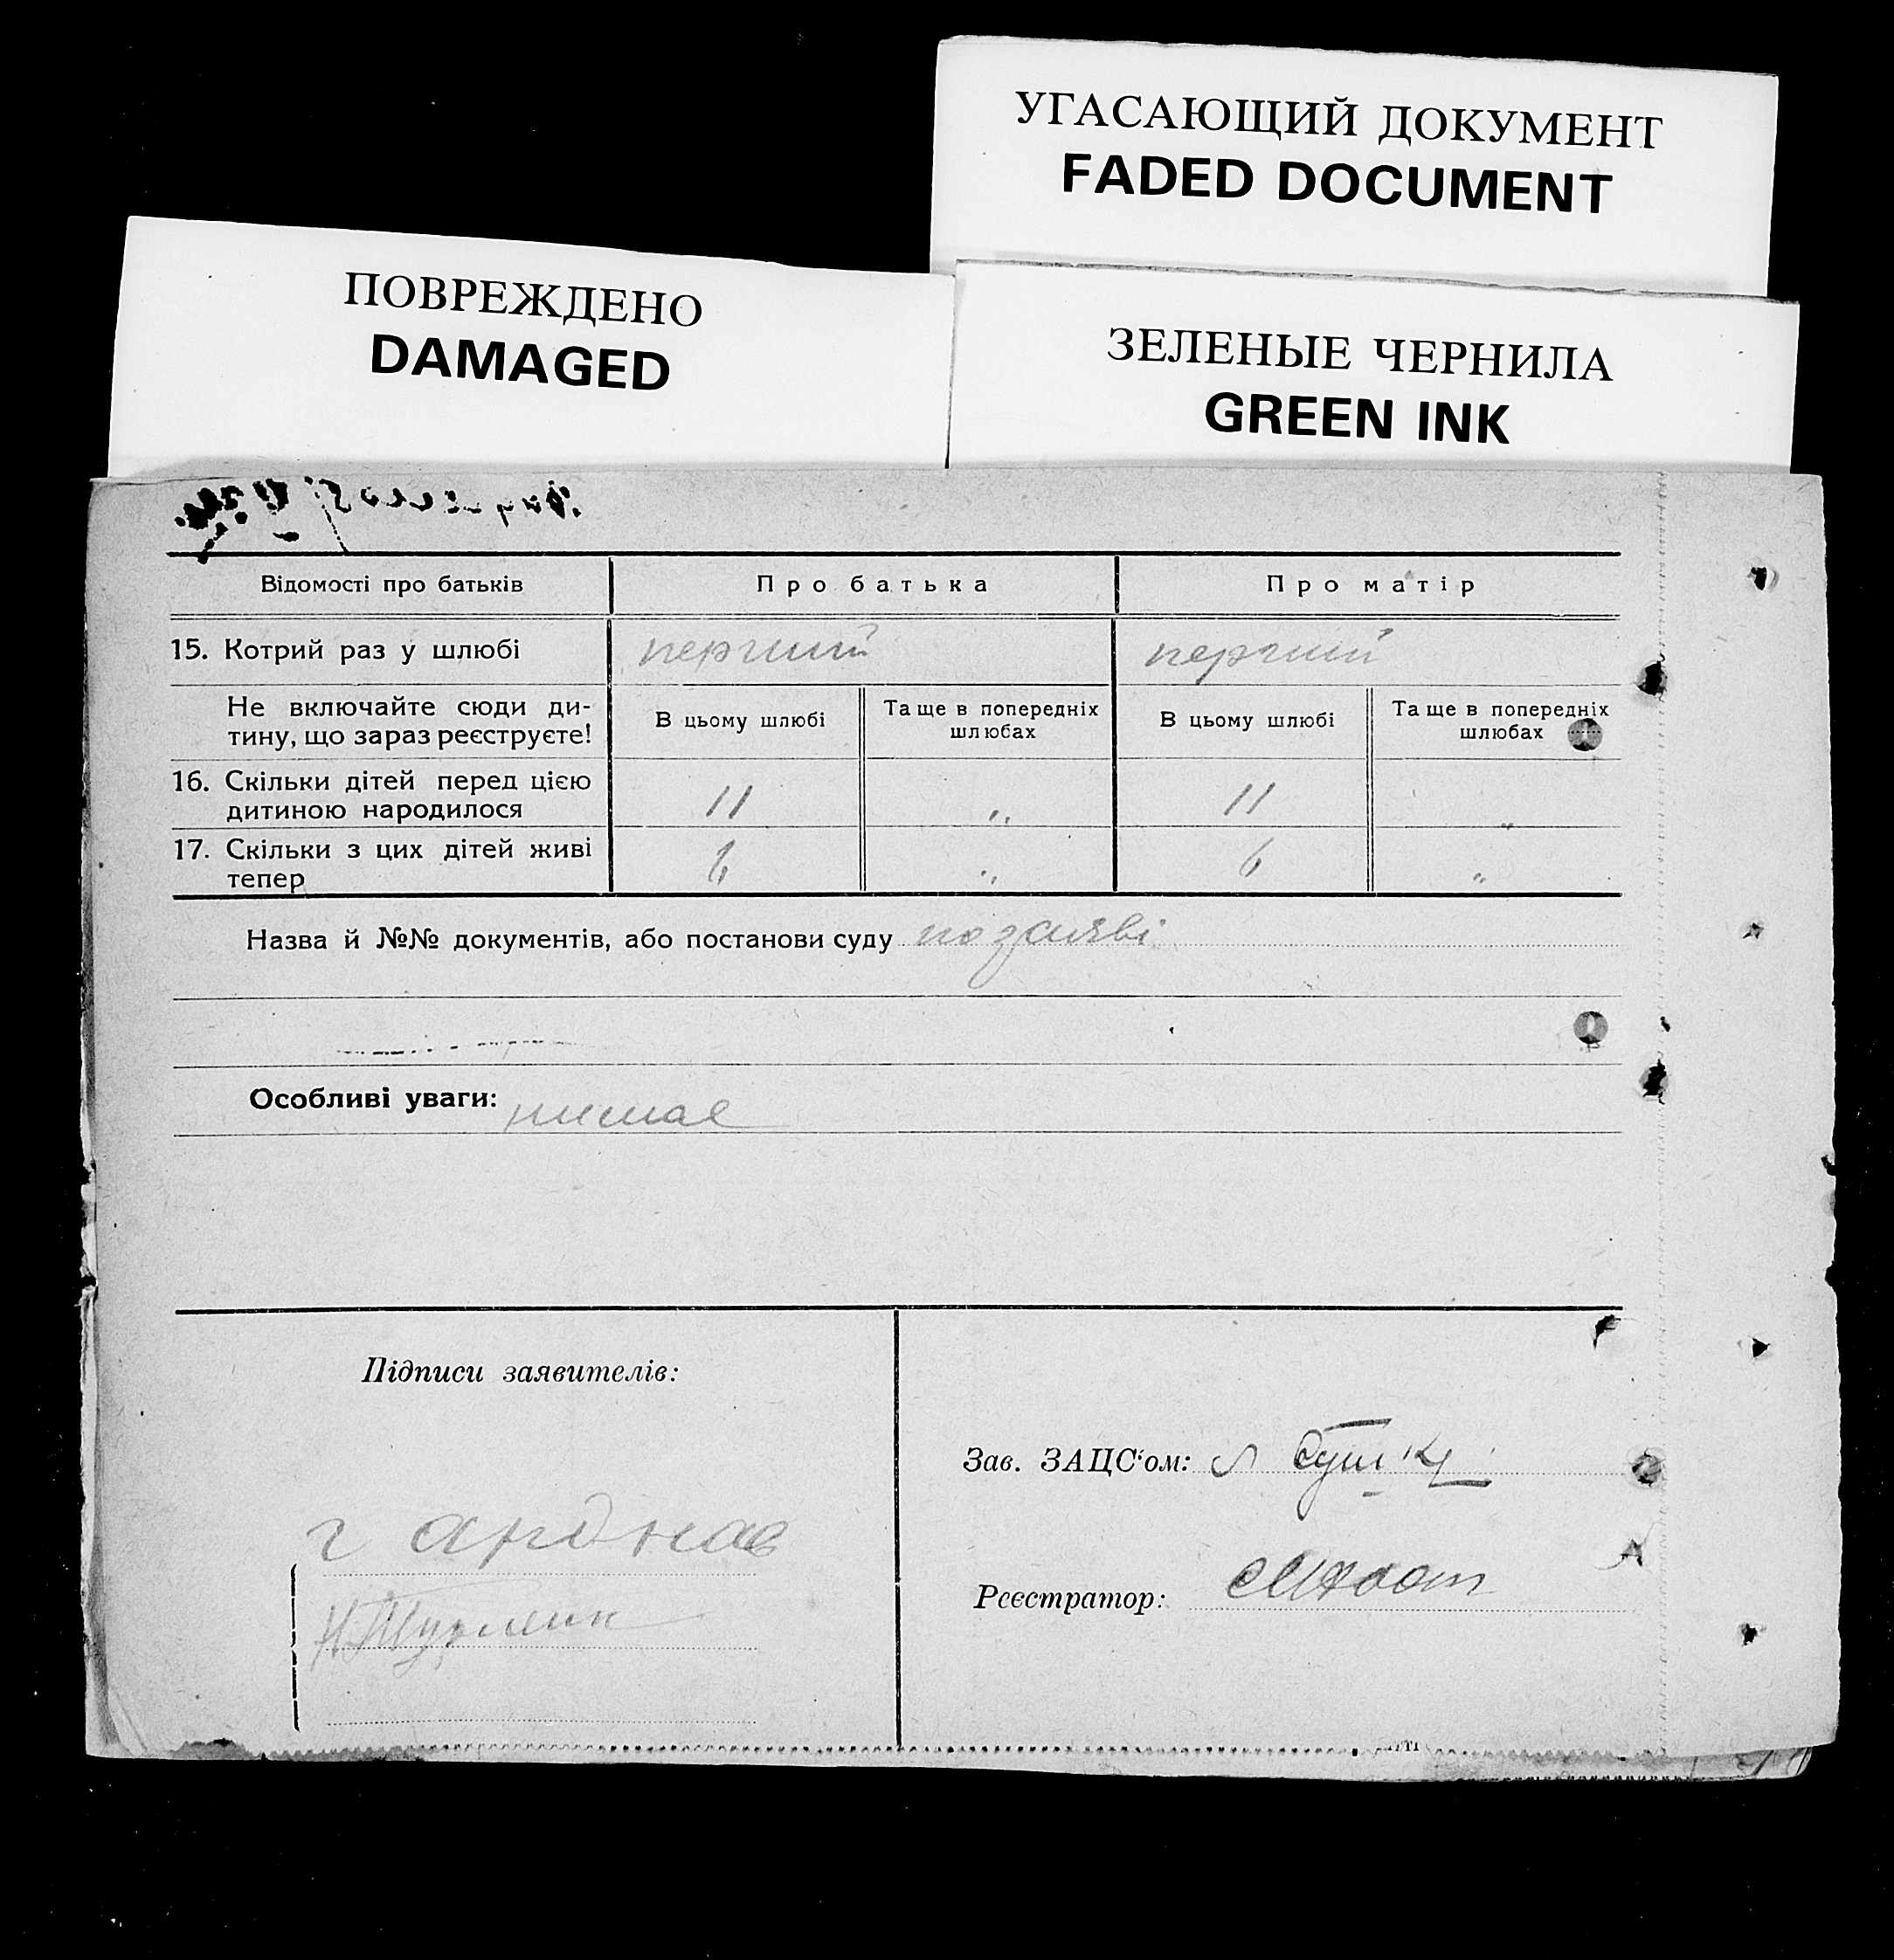 УГАСАЮЩИЙ ДОКУМЕНТ
FADED DOCUMENT
ПОВРЕЖДЕНО
DAMAGED
ЗЕЛЕНЫЕ ЧЕРНИЛА
GREEN INK
Відомості про батьків Про батька Про матір
15. Котрий раз у шлюбі перший перший
Не включайте сюди ди-
тину, що зараз реєструєте!
В цьому шлюбі
Та ще в попередніх
шлюбах
В цьому шлюбі
Та ще в попередніх
шлюбах
16. Скільки дітей перед цією
дитиною народилося 11 „ 11 „
17. Скільки з цих дітей живі
тепер 6 „ 6 „
Назва й №№ документів, або постанови суду по заяві
Особливі уваги: нимає
Підписи заявителів:
Зав. ЗАЦС'ом:
Реєстратор: